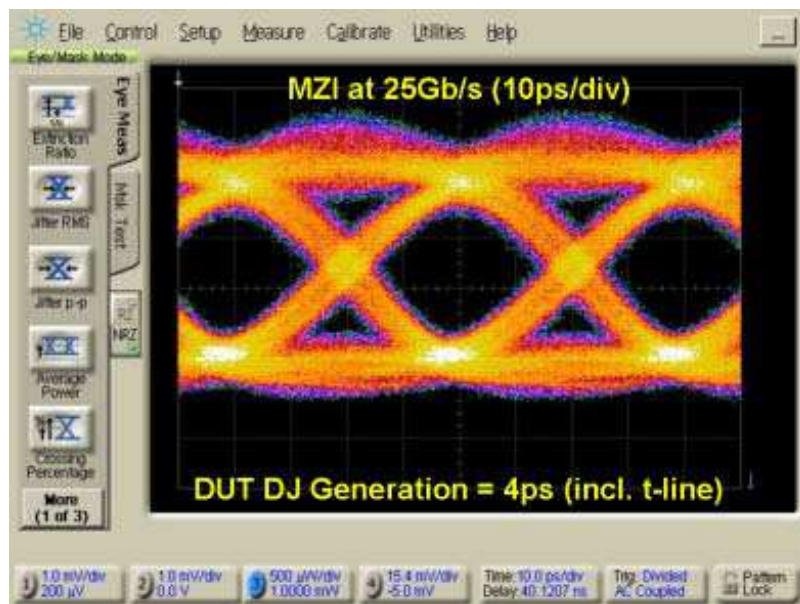 File Control Setup Measure Calibrate Utilities Help
Eye/Mask Mode
Eye Meas
Mask Test
Extinction
Ratio
Jitter RMS
Jitter p-p
Average
Power
Crossing
Percentage
More
(1 of 3)
NRZ
MZI at 25Gb/s (10ps/div)
DUT DJ Generation = 4ps (incl. t-line)
1) 1.0 mV/div
200 µV
2) 1.0 mV/div
0.0 V
3) 500 µW/div
1.0000 mW
4) 15.4 mV/div
-5.0 mV
Time: 10.0 ps/div
Delay: 40.1207 ns
Trig: Divided
AC Coupled
Pattern
Lock